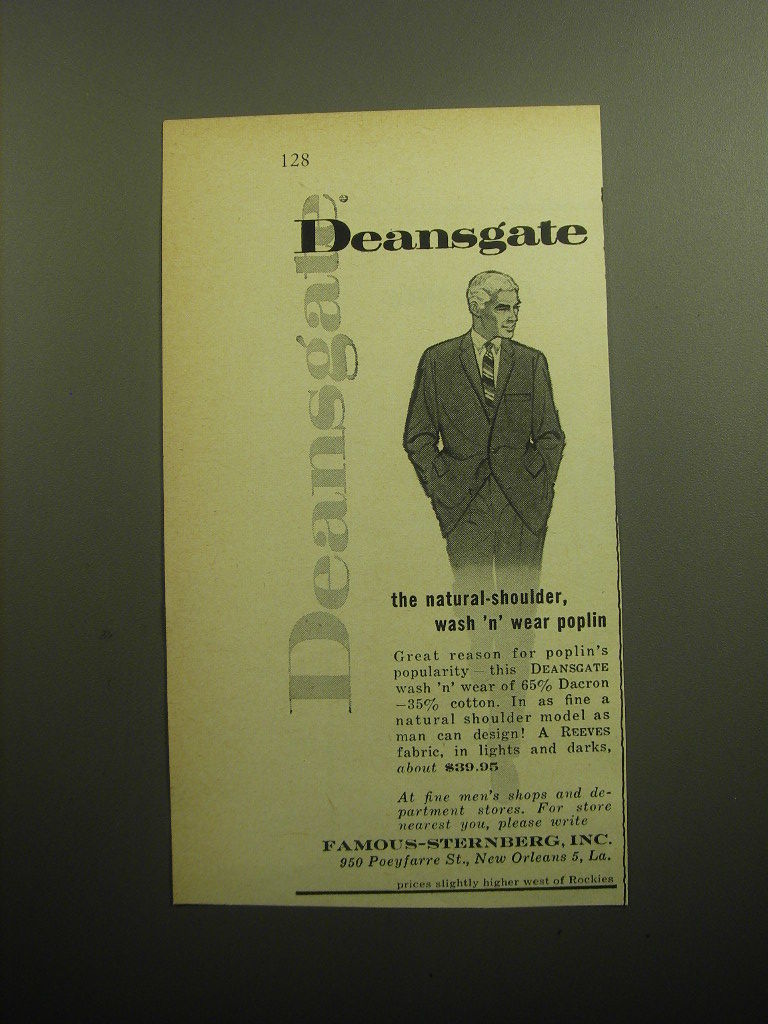 128
Deansgate
Deansgate
the natural-shoulder,
wash 'n' wear poplin
Great reason for poplin's
popularity—this DEANSGATE
wash 'n' wear of 65% Dacron
—35% cotton. In as fine a
natural shoulder model as
man can design! A REEVES
fabric, in lights and darks,
about $39.95
At fine men's shops and de-
partment stores. For store
nearest you, please write
FAMOUS-STERNBERG, INC.
950 Poeyfarre St., New Orleans 5, La.
prices slightly higher west of Rockies